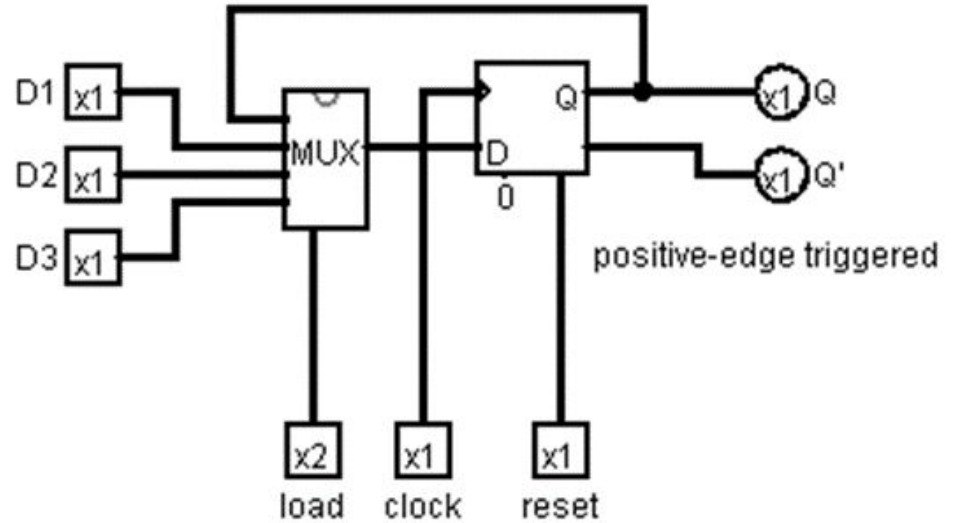 D1 x1
MUX
Q
x1 Q
D2 x1
D
0
x1 Q'
D3 x1
positive-edge triggered
x2 x1 x1
load clock reset